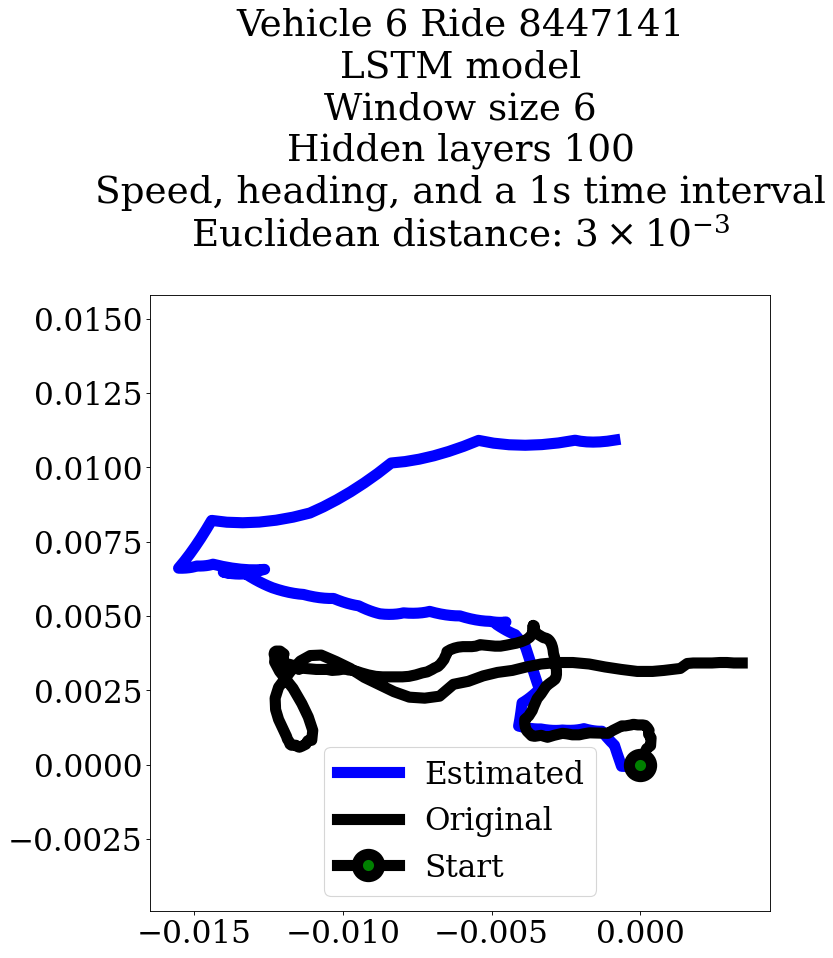 Vehicle 6 Ride 8447141
LSTM model
Window size 6
Hidden layers 100
Speed, heading, and a 1s time interval
Euclidean distance: 3 × 10⁻³
0.0150
0.0125
0.0100
0.0075
0.0050
0.0025
0.0000
−0.0025
Estimated
Original
Start
−0.015 −0.010 −0.005 0.000